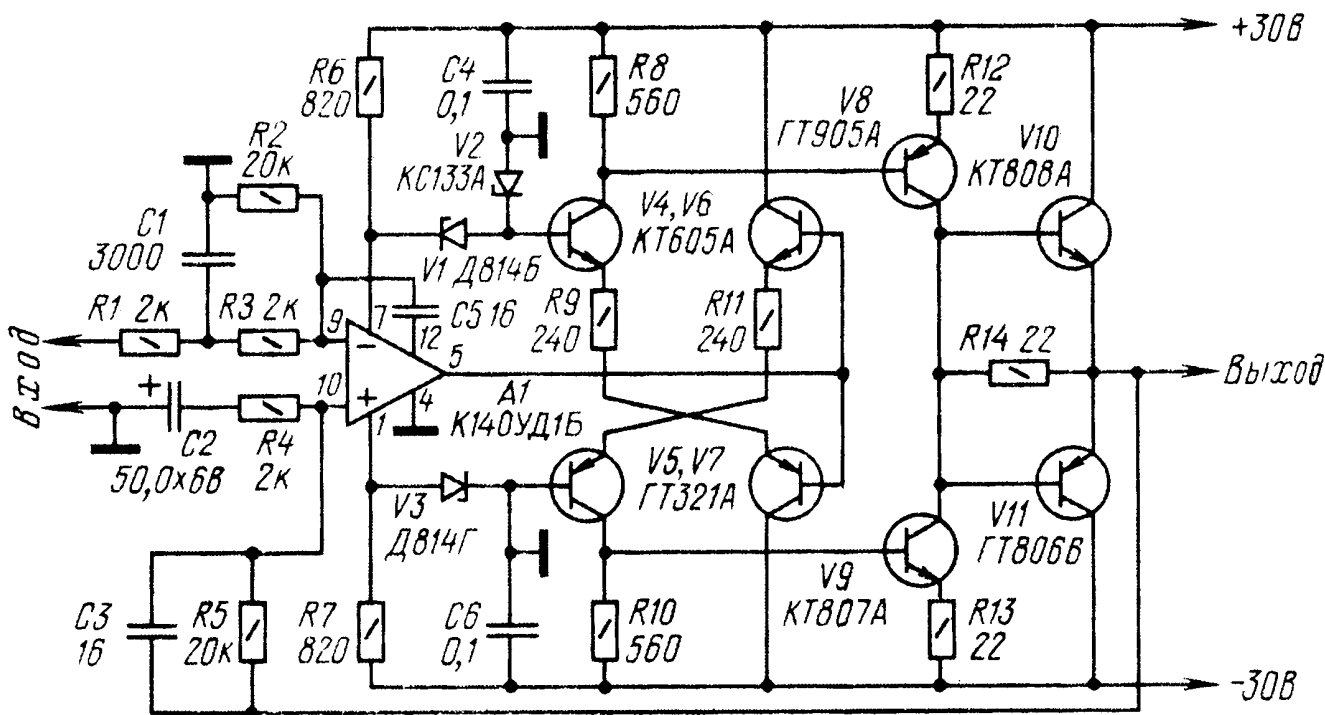 +30В
R6
820
C4
0,1
R8
560
R12
22
V8
ГТ905А
V10
КТ808А
R2
20к
V2
КС133А
V4, V6
КТ605А
C1
3000
V1 Д814Б
R1 2к
R3 2к
9
7
C5 16
12
R9
240
R11
240
5
R14 22
Вход
Выход
10
−
+
1
4
A1
К140УД1Б
+
C2
50,0×6В
R4
2к
V3
Д814Г
V5, V7
ГТ321А
V11
ГТ806В
V9
КТ807А
C3
16
R5
20к
R7
820
C6
0,1
R10
560
R13
22
-30В